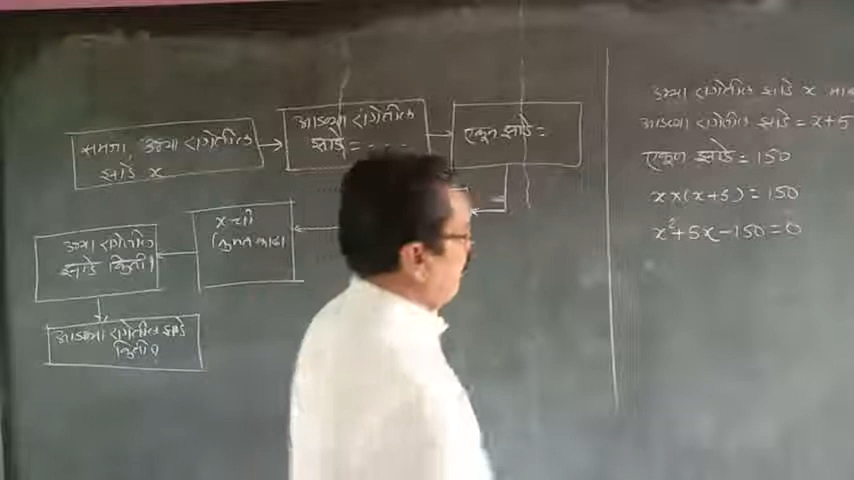 समजा, उभ्या रांगेतील
झाडे x
आडव्या रांगेतील
झाडे = - - - -
एकूण झाडे =
x ची
किंमत काढा
उभ्या रांगेतील
झाडे किती?
आडव्या रांगेतील झाडे
किती?
उभ्या रांगेतील झाडे x
आडव्या रांगेतील झाडे = x+5
एकूण झाडे = 150
x×(x+5) = 150
x²+5x-150=0